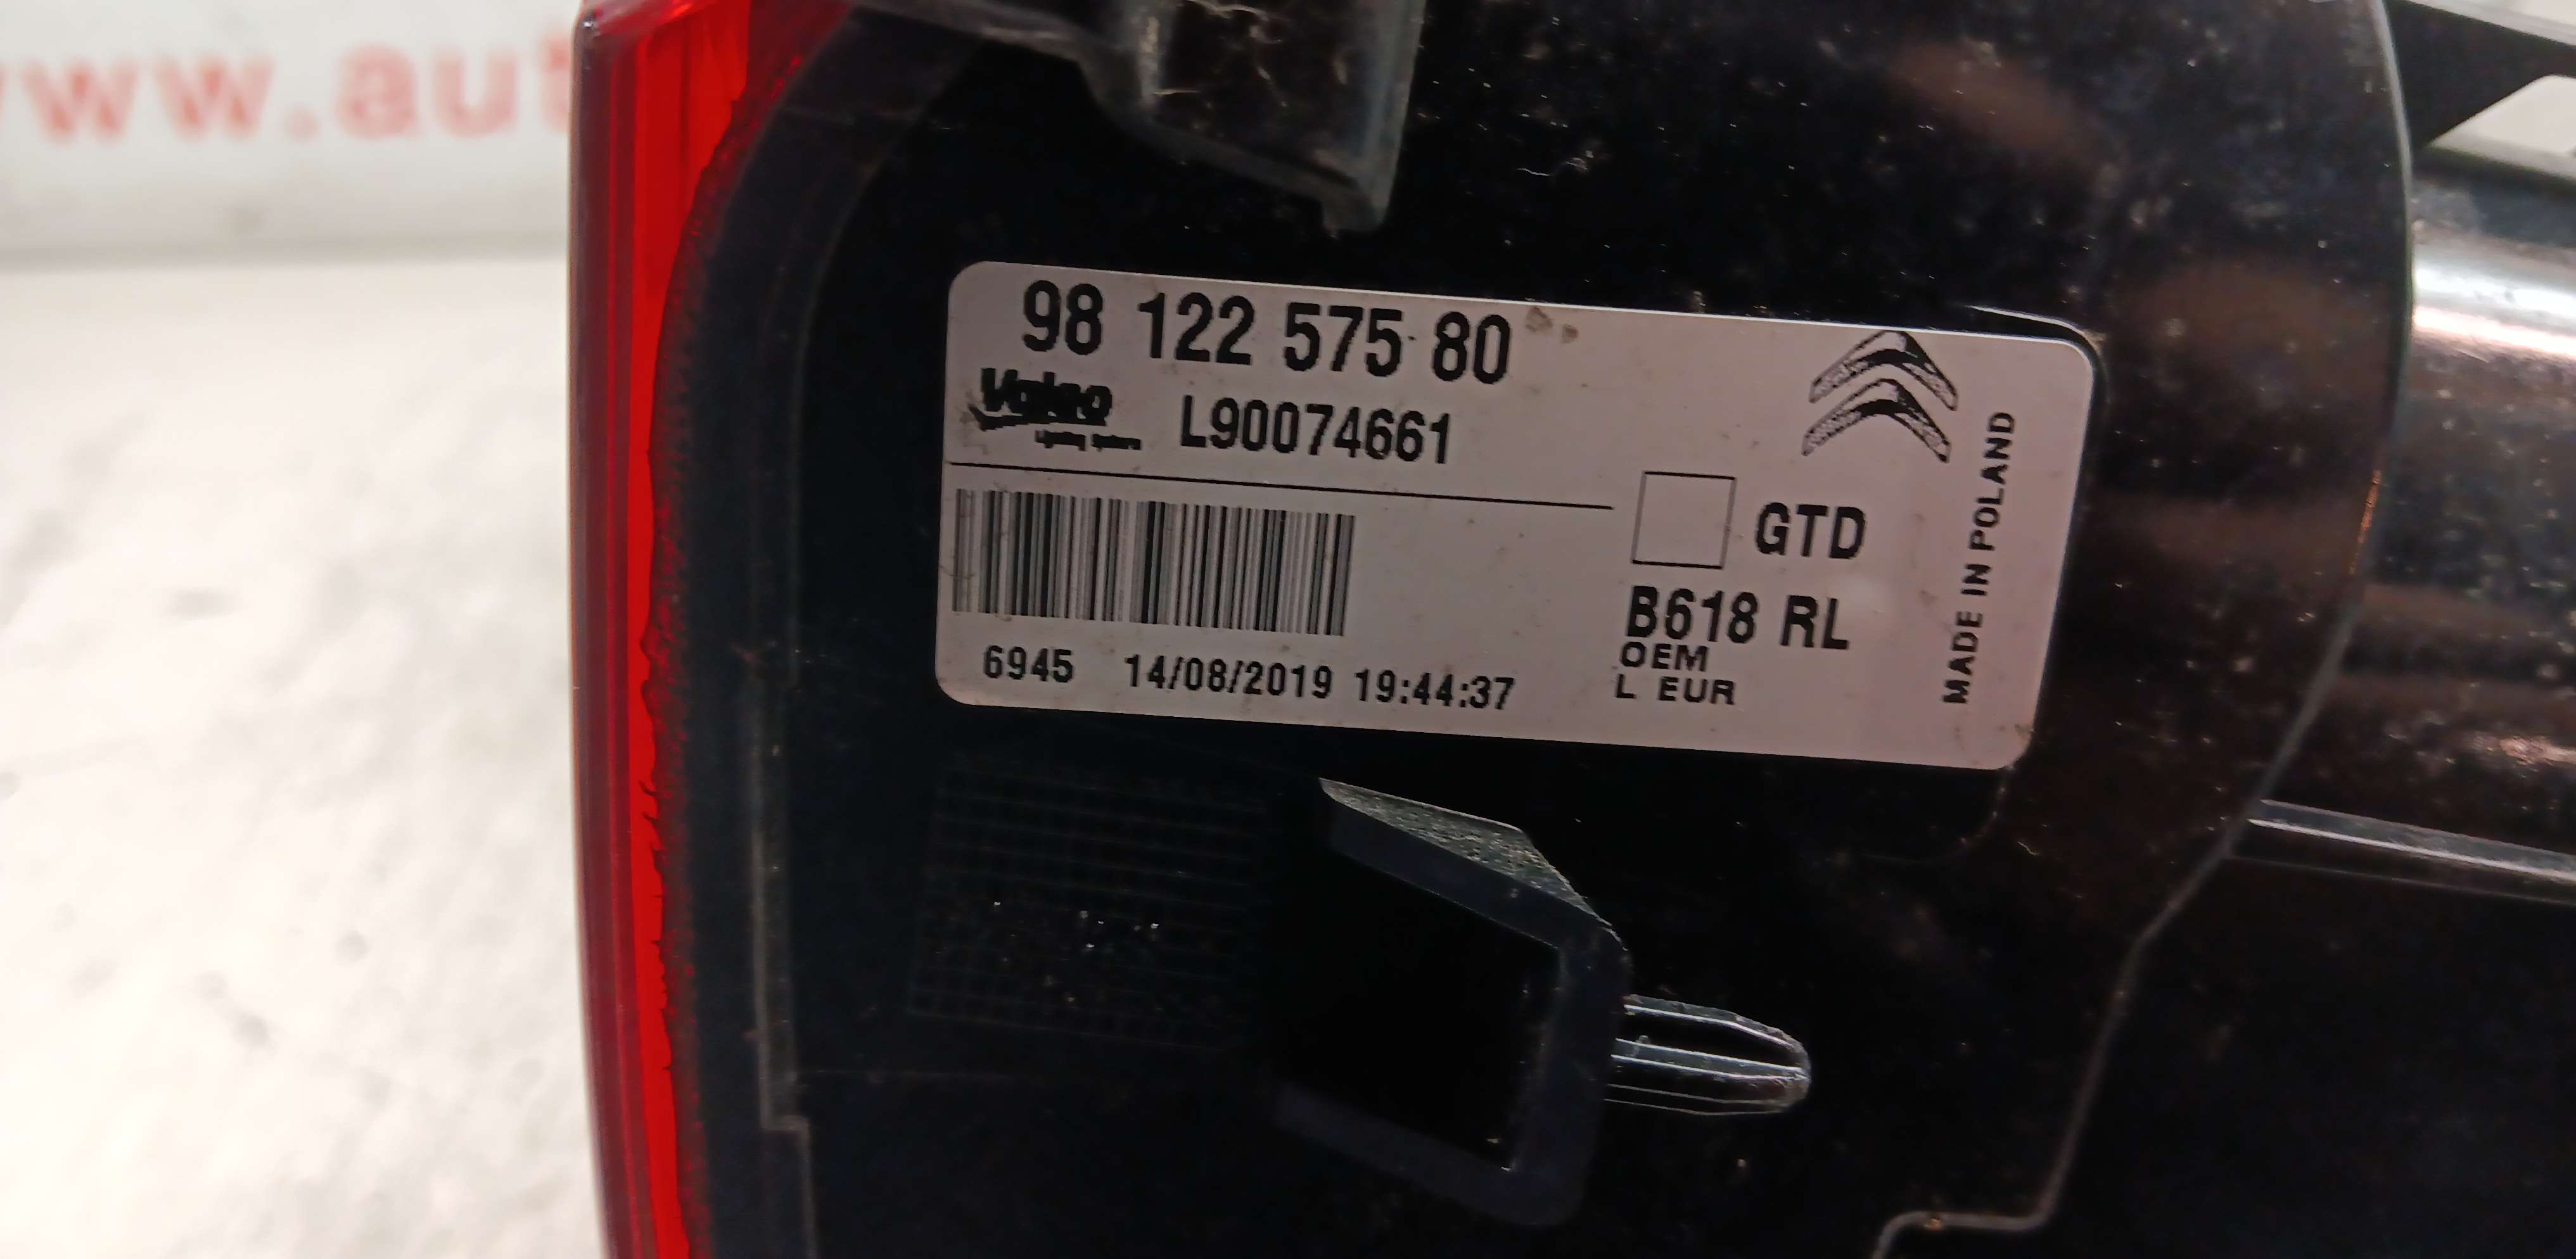 www.aut
98 122 575 80
Valeo
L90074661
GTD
B618 RL
OEM
L EUR
6945 14/08/2019 19:44:37
MADE IN POLAND